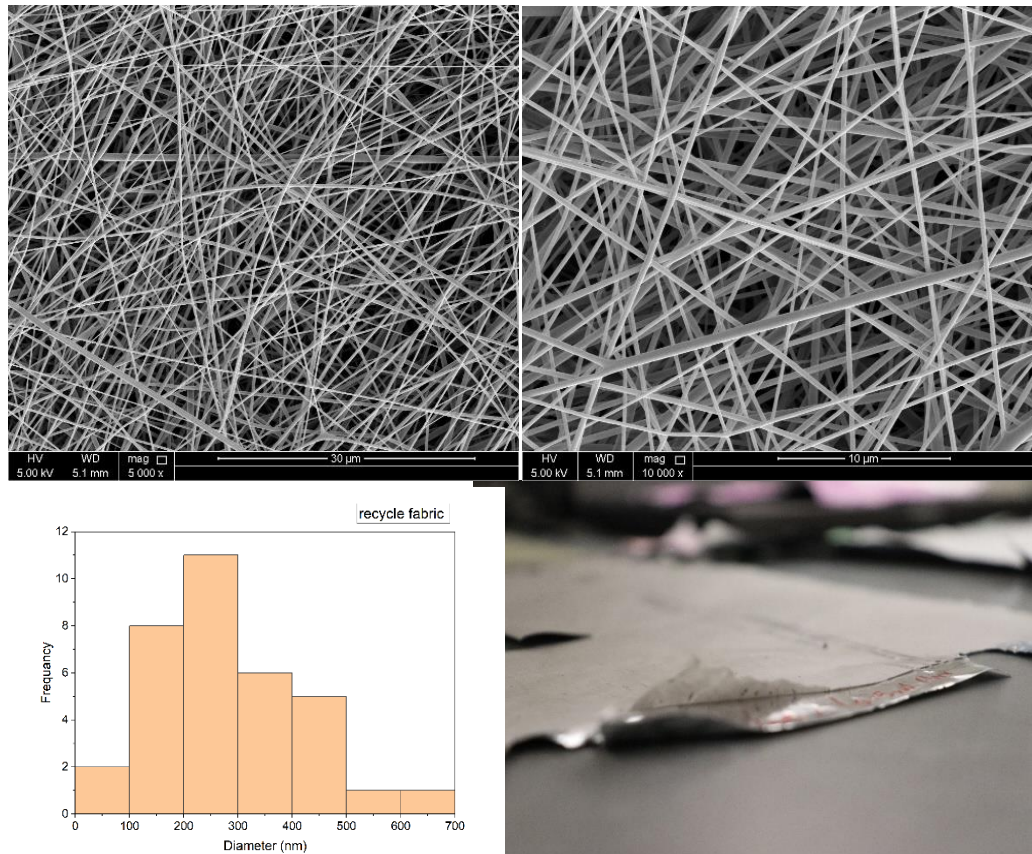 HV WD mag 30 µm
5.00 kV 5.1 mm 5 000 x
HV WD mag 10 µm
5.00 kV 5.1 mm 10 000 x
recycle fabric
12
10
8
6
4
2
0
Frequancy
0 100 200 300 400 500 600 700
Diameter (nm)